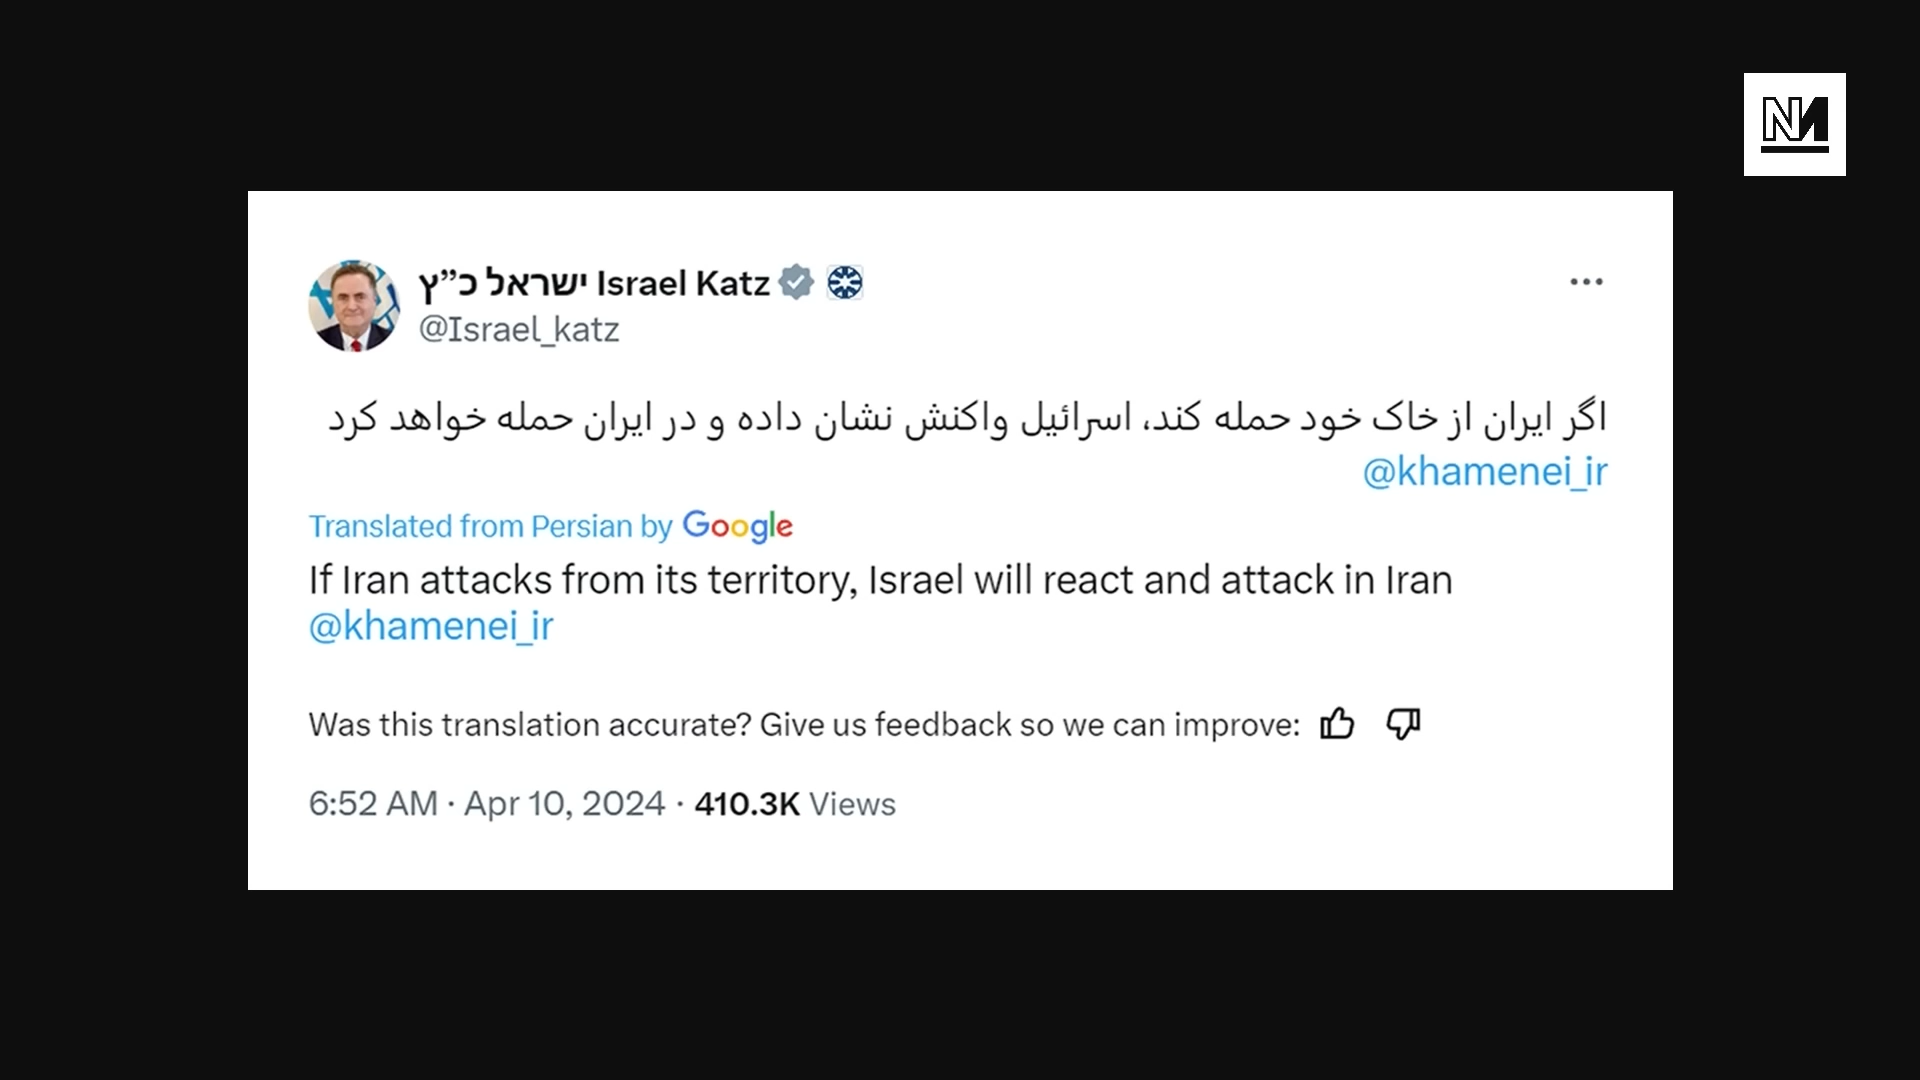 ישראל כ”ץ Israel Katz
@Israel_katz
اگر ایران از خاک خود حمله کند، اسرائیل واکنش نشان داده و در ایران حمله خواهد کرد
@khamenei_ir
Translated from Persian by Google
If Iran attacks from its territory, Israel will react and attack in Iran
@khamenei_ir
Was this translation accurate? Give us feedback so we can improve:
6:52 AM · Apr 10, 2024 · 410.3K Views
NM